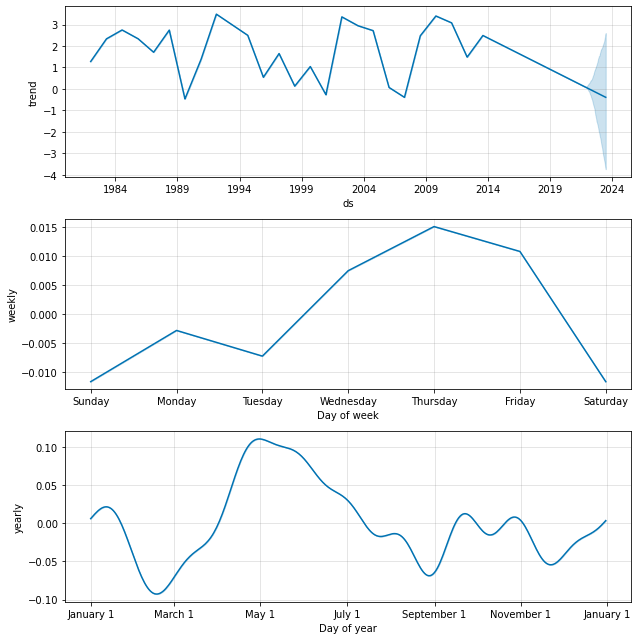 3
2
1
0
−1
−2
−3
−4
trend
1984 1989 1994 1999 2004 2009 2014 2019 2024
ds
0.015
0.010
0.005
0.000
−0.005
−0.010
weekly
Sunday Monday Tuesday Wednesday Thursday Friday Saturday
Day of week
0.10
0.05
0.00
−0.05
−0.10
yearly
January 1 March 1 May 1 July 1 September 1 November 1 January 1
Day of year